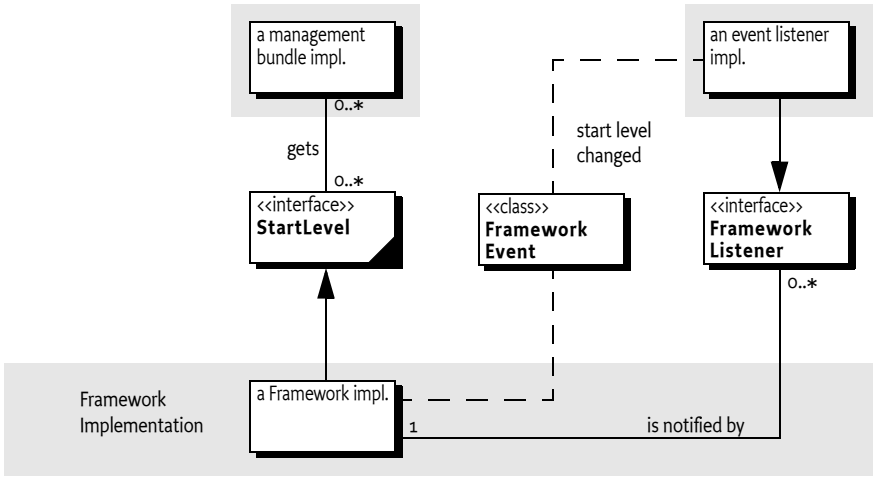 a management
bundle impl.
an event listener
impl.
0..*
start level
changed
gets
0..*
<<interface>>
StartLevel
<<class>>
Framework
Event
<<interface>>
Framework
Listener
0..*
Framework
Implementation
a Framework impl.
1
is notified by